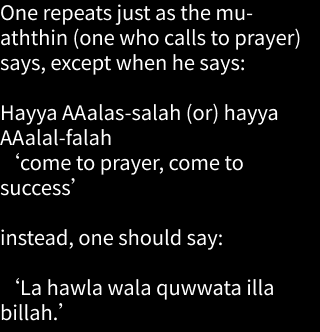 One repeats just as the mu-
aththin (one who calls to prayer)
says, except when he says:
Hayya AAalas-salah (or) hayya
AAalal-falah
‘come to prayer, come to
success’
instead, one should say:
‘La hawla wala quwwata illa
billah.’